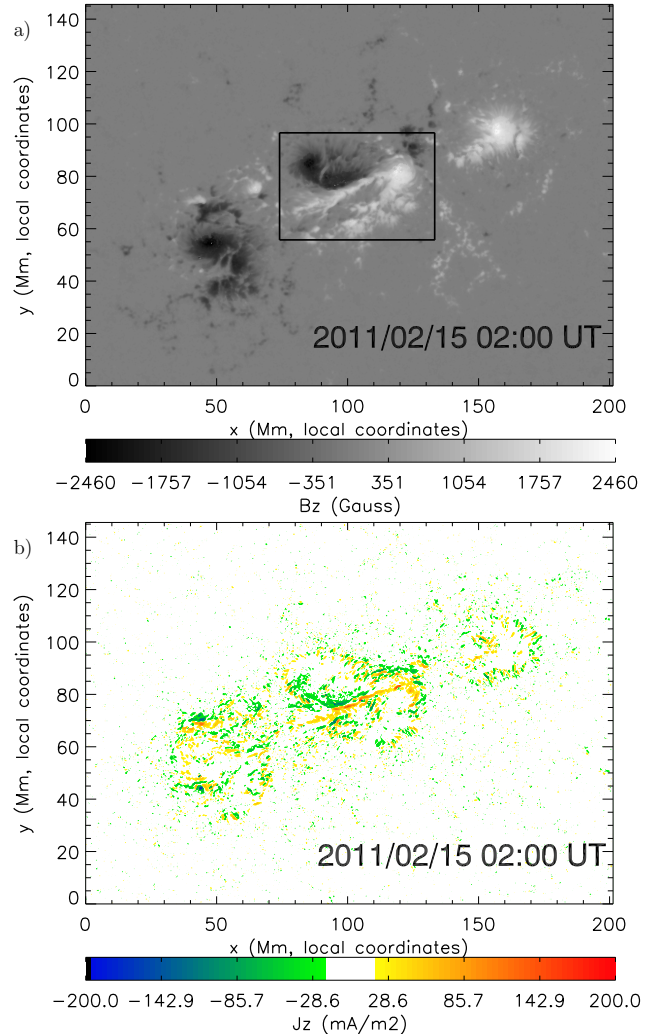 a)
140
120
100
80
60
40
20
0
y (Mm, local coordinates)
2011/02/15 02:00 UT
0 50 100 150 200
x (Mm, local coordinates)
−2460 −1757 −1054 −351 351 1054 1757 2460
Bz (Gauss)
b)
140
120
100
80
60
40
20
0
y (Mm, local coordinates)
2011/02/15 02:00 UT
0 50 100 150 200
x (Mm, local coordinates)
−200.0 −142.9 −85.7 −28.6 28.6 85.7 142.9 200.0
Jz (mA/m2)